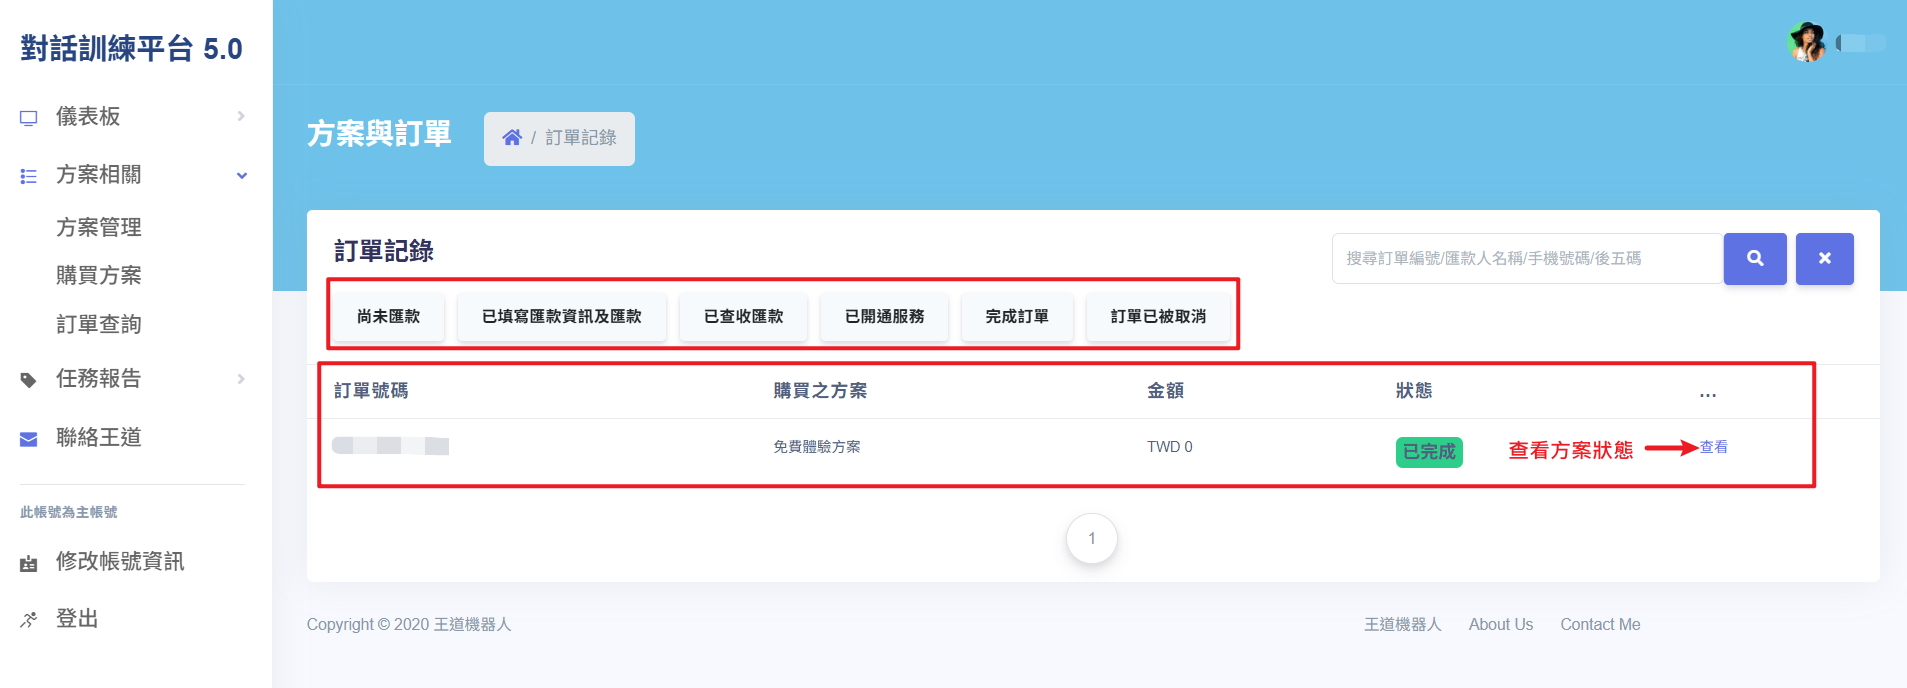 對話訓練平台 5.0
儀表板
方案相關
方案管理
購買方案
訂單查詢
任務報告
聯絡王道
此帳號為主帳號
修改帳號資訊
登出
方案與訂單
/ 訂單記錄
訂單記錄
搜尋訂單編號/匯款人名稱/手機號碼/後五碼
尚未匯款 已填寫匯款資訊及匯款 已查收匯款 已開通服務 完成訂單 訂單已被取消
訂單號碼 購買之方案 金額 狀態 ...
免費體驗方案 TWD 0 已完成 查看方案狀態 查看
1
Copyright © 2020 王道機器人 王道機器人 About Us Contact Me